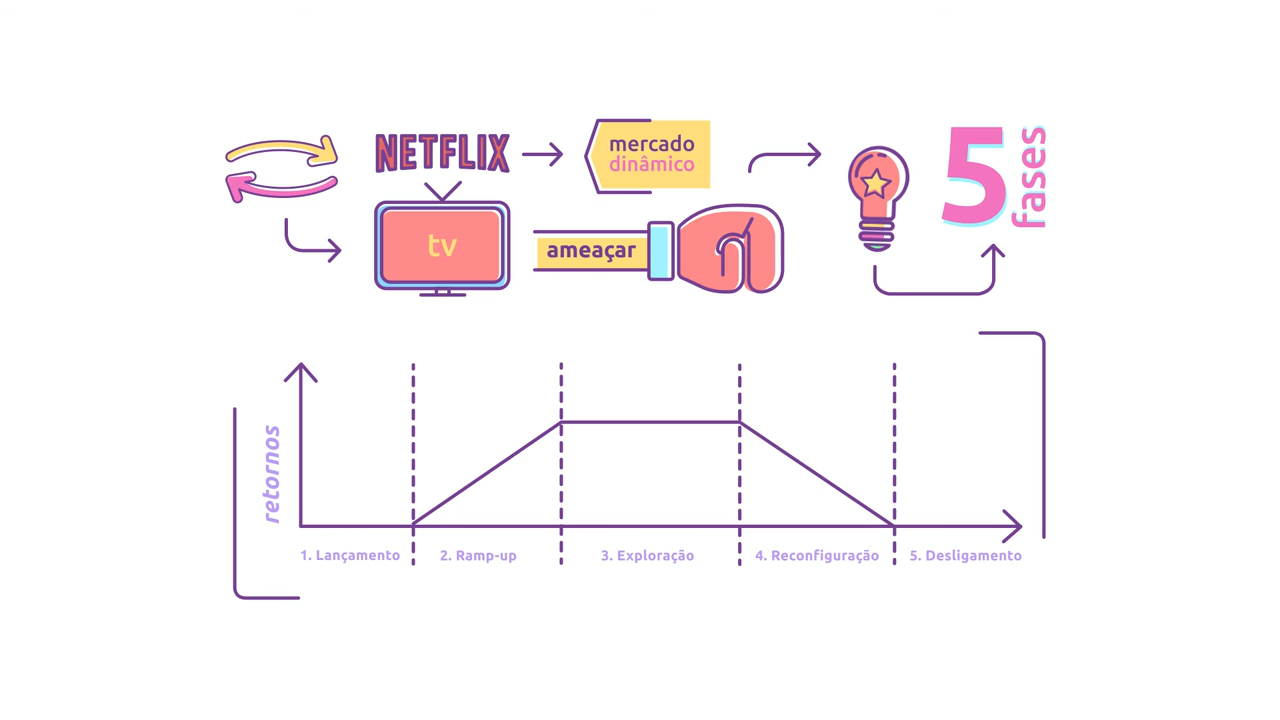 NETFLIX
mercado
dinâmico
5
fases
tv
ameaçar
retornos
1. Lançamento
2. Ramp-up
3. Exploração
4. Reconfiguração
5. Desligamento